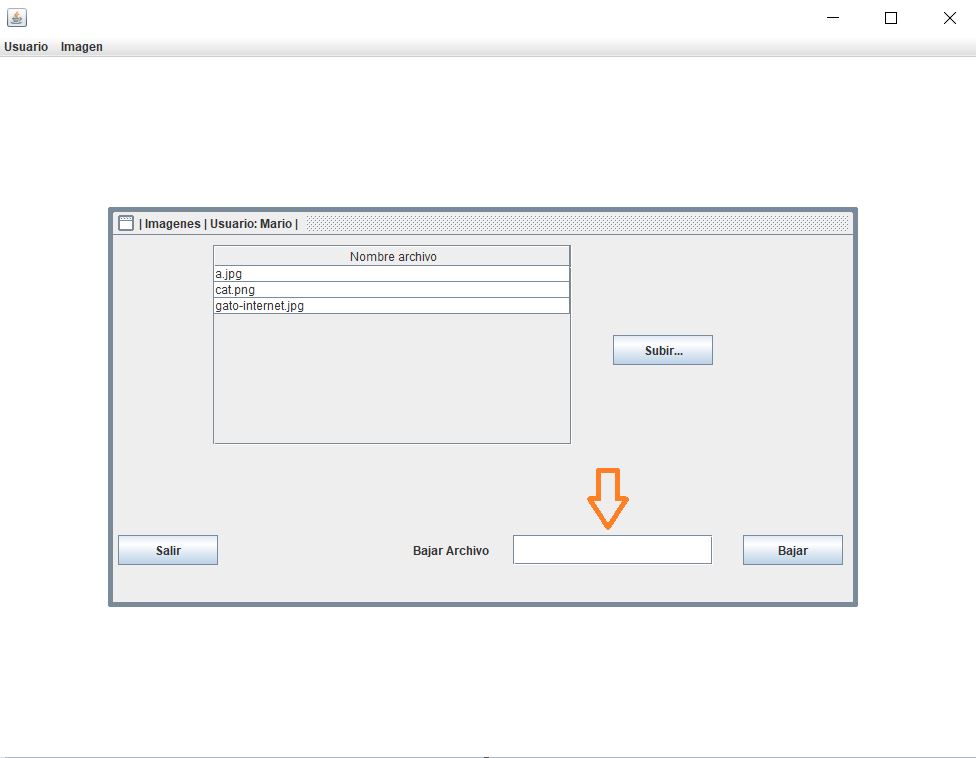 Usuario Imagen
| Imagenes | Usuario: Mario |
Nombre archivo
a.jpg
cat.png
gato-internet.jpg
Subir...
Salir
Bajar Archivo
Bajar